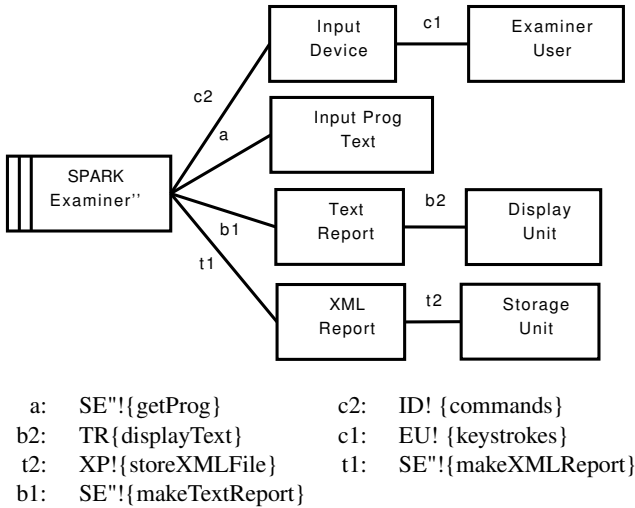 Input Device
c1
Examiner User
c2
a
Input Prog Text
SPARK Examiner''
b1
Text Report
b2
Display Unit
t1
XML Report
t2
Storage Unit
a: SE"!{getProg} c2: ID! {commands}
b2: TR{displayText} c1: EU! {keystrokes}
t2: XP!{storeXMLFile} t1: SE"!{makeXMLReport}
b1: SE"!{makeTextReport}